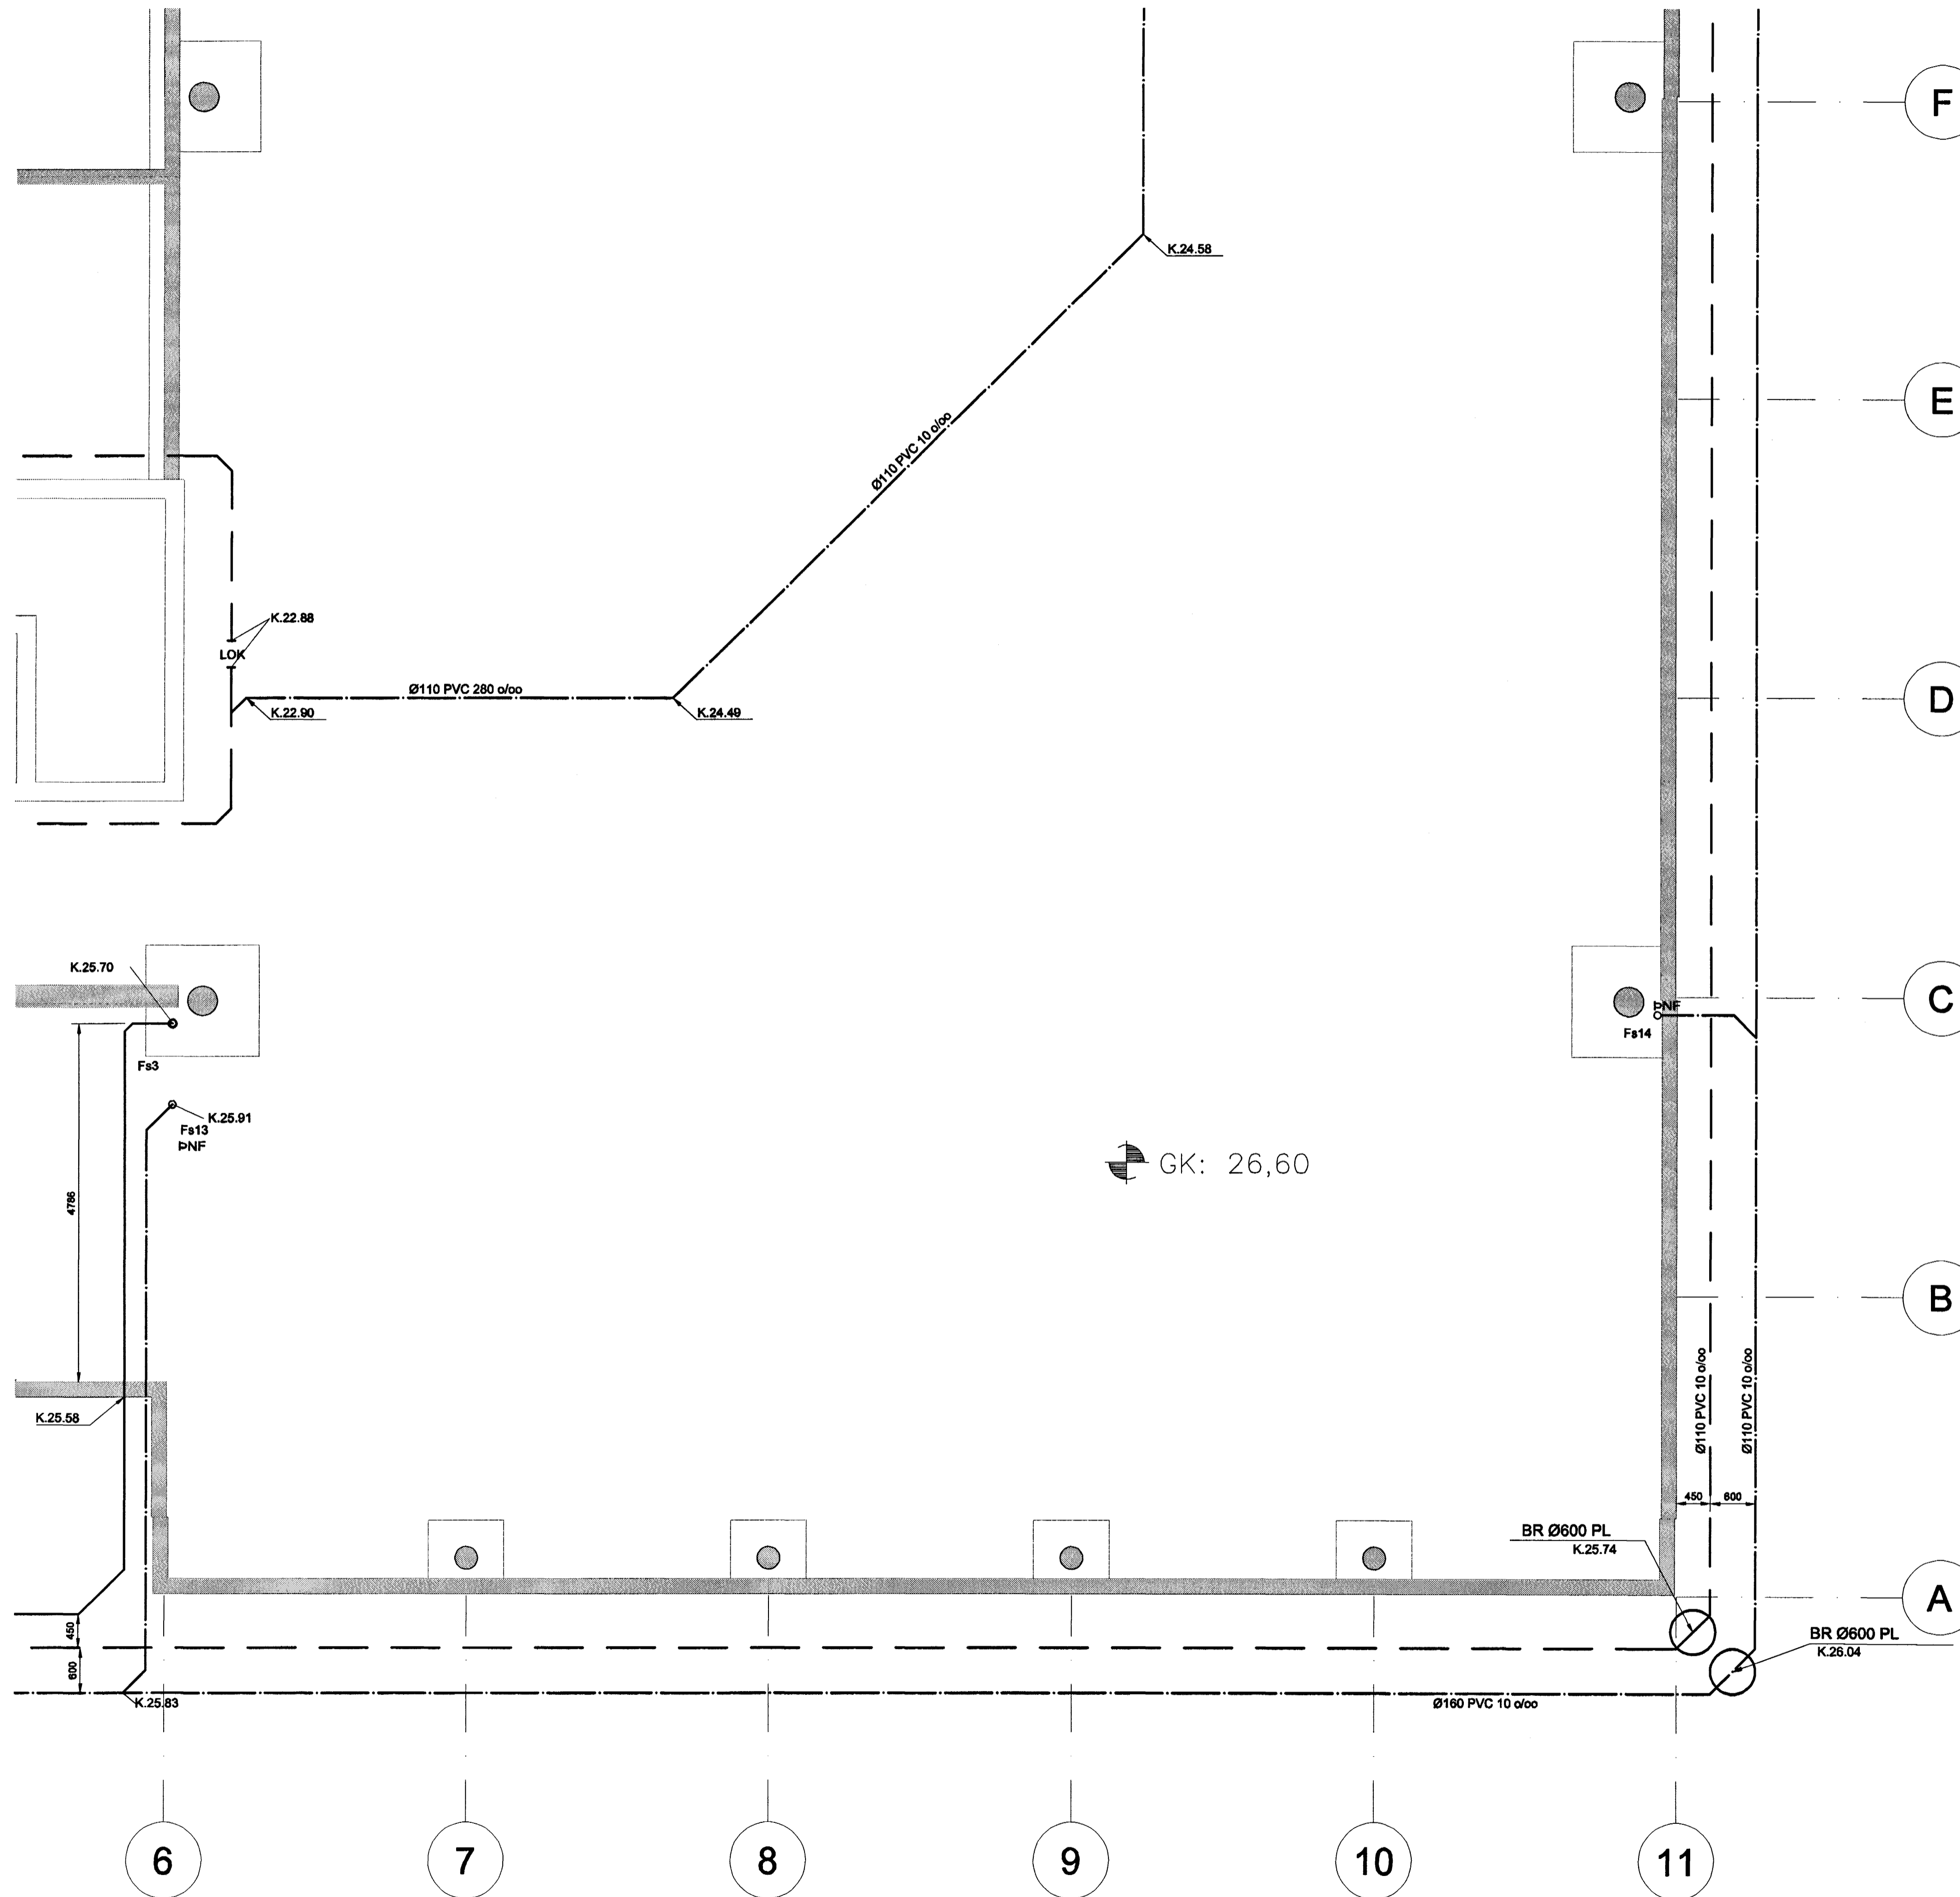 F
K.24.58
E
Ø110 PVC 10 o/oo
K.22.88
LOK
Ø110 PVC 280 o/oo
K.22.90
K.24.49
D
K.25.70
C
ÞNF
Fs14
Fs3
K.25.91
Fs13
ÞNF
GK: 26,60
4786
B
Ø110 PVC 10 o/oo
Ø110 PVC 10 o/oo
K.25.58
450
600
BR Ø600 PL
K.25.74
A
450
600
BR Ø600 PL
K.26.04
K.25.83
Ø160 PVC 10 o/oo
6
7
8
9
10
11